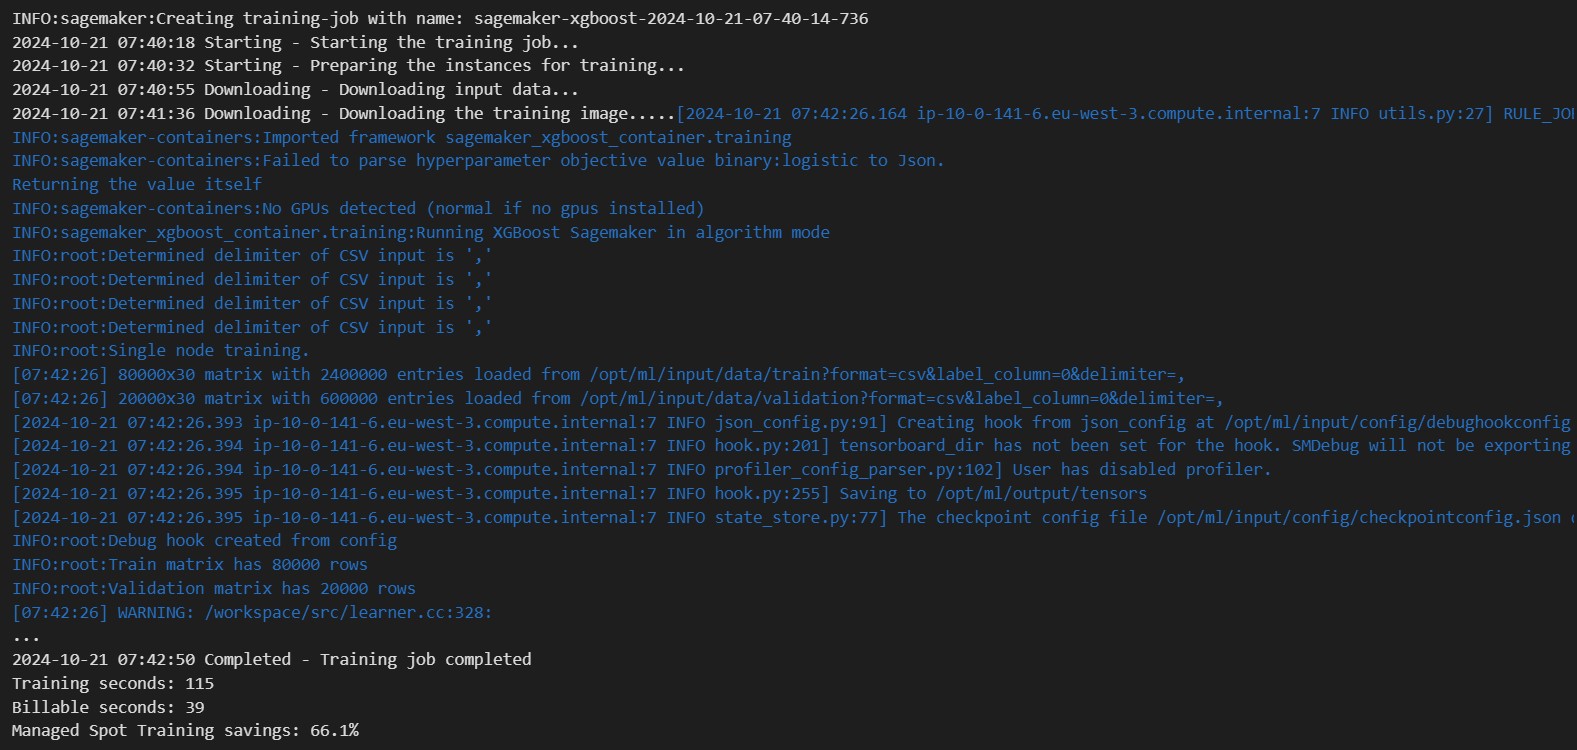 INFO:sagemaker:Creating training-job with name: sagemaker-xgboost-2024-10-21-07-40-14-736
2024-10-21 07:40:18 Starting - Starting the training job...
2024-10-21 07:40:32 Starting - Preparing the instances for training...
2024-10-21 07:40:55 Downloading - Downloading input data...
2024-10-21 07:41:36 Downloading - Downloading the training image.....[2024-10-21 07:42:26.164 ip-10-0-141-6.eu-west-3.compute.internal:7 INFO utils.py:27]
INFO:sagemaker-containers:Imported framework sagemaker_xgboost_container.training
INFO:sagemaker-containers:Failed to parse hyperparameter objective value binary:logistic to Json.
Returning the value itself
INFO:sagemaker-containers:No GPUs detected (normal if no gpus installed)
INFO:sagemaker_xgboost_container.training:Running XGBoost Sagemaker in algorithm mode
INFO:root:Determined delimiter of CSV input is ','
INFO:root:Determined delimiter of CSV input is ','
INFO:root:Determined delimiter of CSV input is ','
INFO:root:Determined delimiter of CSV input is ','
INFO:root:Single node training.
[07:42:26] 80000x30 matrix with 2400000 entries loaded from /opt/ml/input/data/train?format=csv&label_column=0&delimiter=,
[07:42:26] 20000x30 matrix with 600000 entries loaded from /opt/ml/input/data/validation?format=csv&label_column=0&delimiter=,
[2024-10-21 07:42:26.393 ip-10-0-141-6.eu-west-3.compute.internal:7 INFO json_config.py:91] Creating hook from json_config at /opt/ml/input/config/debughookconfig
[2024-10-21 07:42:26.394 ip-10-0-141-6.eu-west-3.compute.internal:7 INFO hook.py:201] tensorboard_dir has not been set for the hook. SMDebug will not be exporting
[2024-10-21 07:42:26.394 ip-10-0-141-6.eu-west-3.compute.internal:7 INFO profiler_config_parser.py:102] User has disabled profiler.
[2024-10-21 07:42:26.395 ip-10-0-141-6.eu-west-3.compute.internal:7 INFO hook.py:255] Saving to /opt/ml/output/tensors
[2024-10-21 07:42:26.395 ip-10-0-141-6.eu-west-3.compute.internal:7 INFO state_store.py:77] The checkpoint config file /opt/ml/input/config/checkpointconfig.json
INFO:root:Debug hook created from config
INFO:root:Train matrix has 80000 rows
INFO:root:Validation matrix has 20000 rows
[07:42:26] WARNING: /workspace/src/learner.cc:328:
...
2024-10-21 07:42:50 Completed - Training job completed
Training seconds: 115
Billable seconds: 39
Managed Spot Training savings: 66.1%